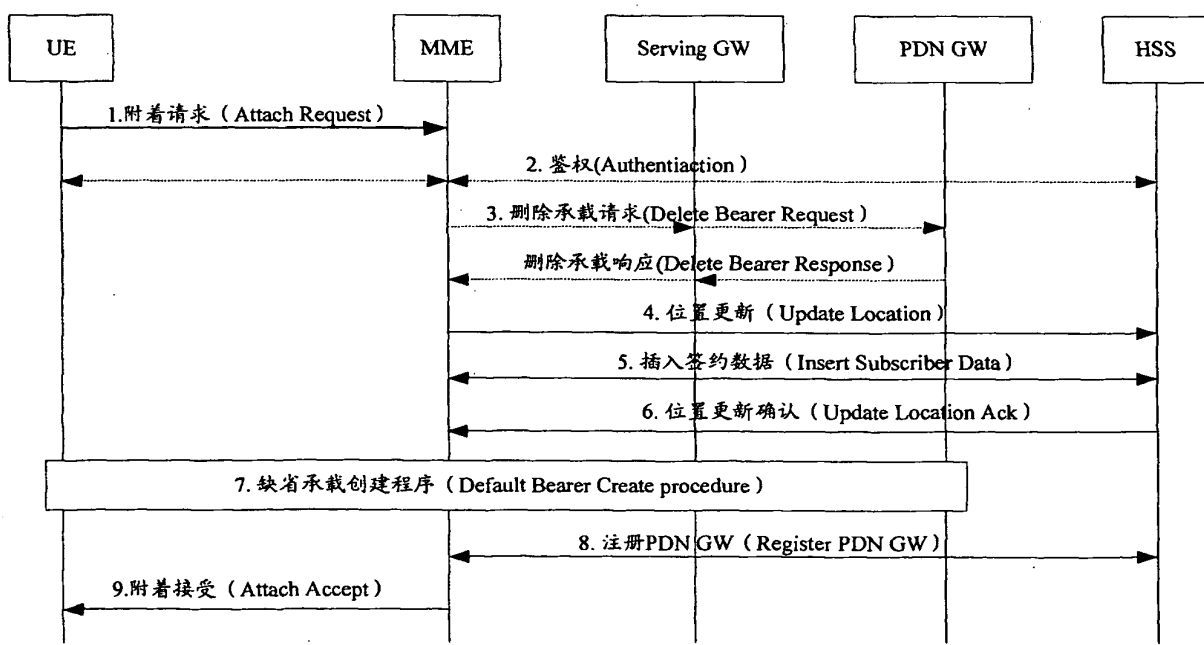 UE
MME
Serving GW
PDN GW
HSS
1.附着请求（Attach Request）
2. 鉴权(Authentiaction）
3. 删除承载请求(Delete Bearer Request）
删除承载响应(Delete Bearer Response）
4. 位置更新（Update Location）
5. 插入签约数据（Insert Subscriber Data）
6. 位置更新确认（Update Location Ack）
7. 缺省承载创建程序（Default Bearer Create procedure）
8. 注册PDN GW（Register PDN GW）
9.附着接受（Attach Accept）